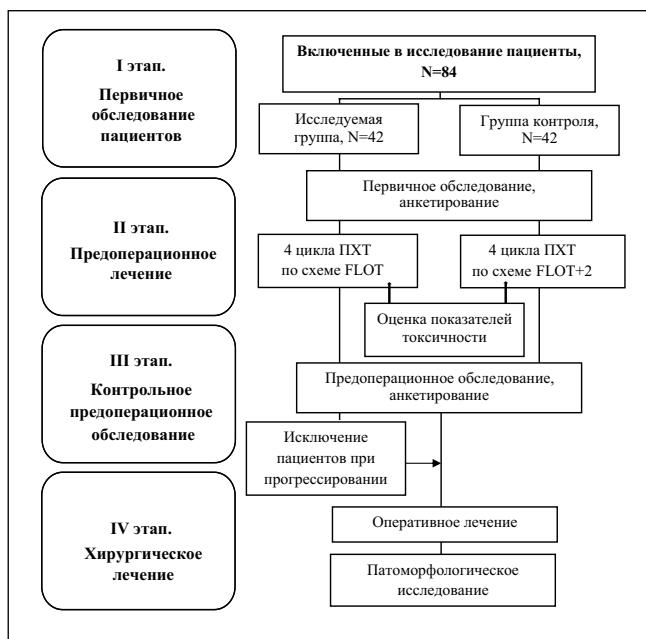 I этап.
Первичное
обследование
пациентов
Включенные в исследование пациенты,
N=84
Исследуемая
группа, N=42
Группа контроля,
N=42
Первичное обследование,
анкетирование
II этап.
Предоперационное
лечение
4 цикла ПХТ
по схеме FLOT
4 цикла ПХТ
по схеме FLOT+2
Оценка показателей
токсичности
III этап.
Контрольное
предоперационное
обследование
Предоперационное обследование,
анкетирование
Исключение
пациентов при
прогрессировании
IV этап.
Хирургическое
лечение
Оперативное лечение
Патоморфологическое
исследование